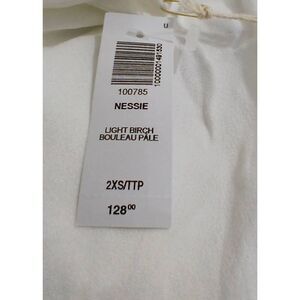 U
100785
NESSIE
LIGHT BIRCH
BOULEAU PÂLE
2XS/TTP
128⁰⁰